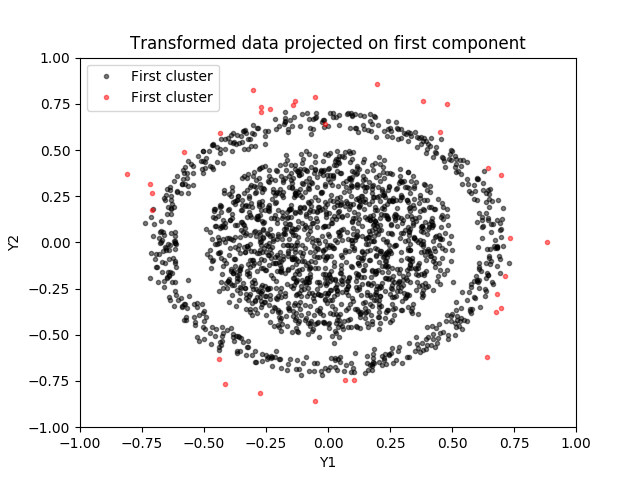 Transformed data projected on first component
First cluster
First cluster
Y2
1.00
0.75
0.50
0.25
0.00
−0.25
−0.50
−0.75
−1.00
−1.00 −0.75 −0.50 −0.25 0.00 0.25 0.50 0.75 1.00
Y1